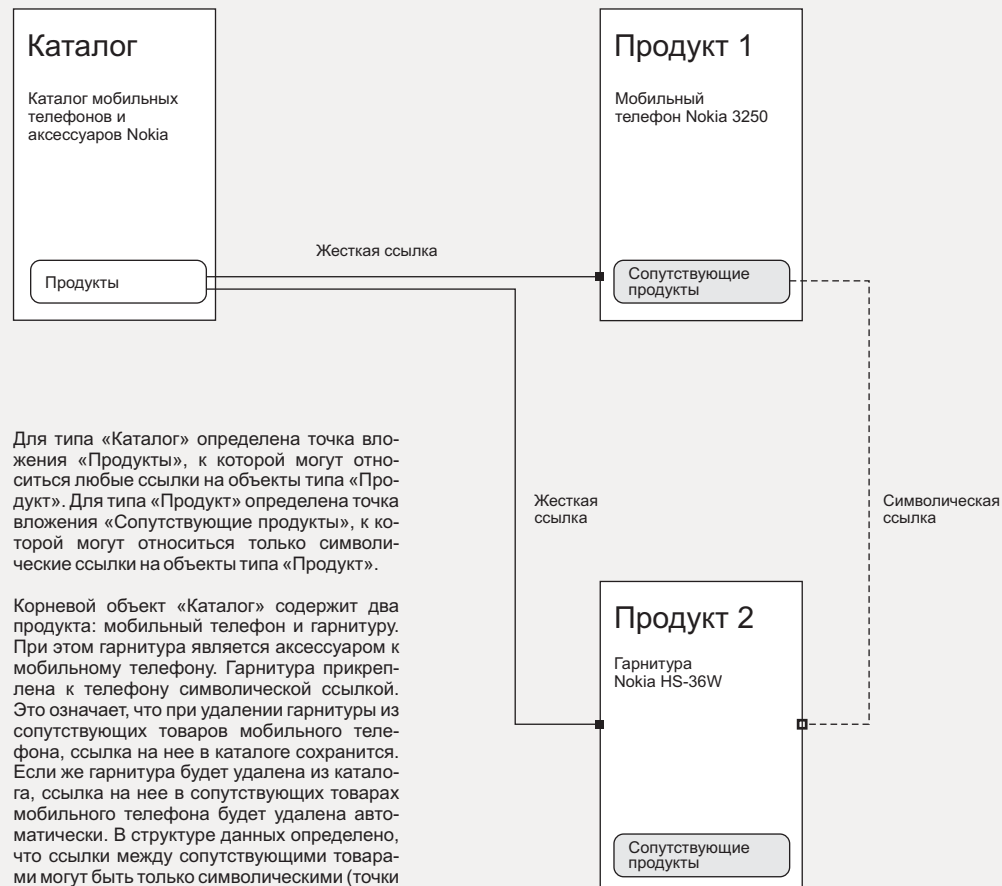 Каталог
Каталог мобильных
телефонов и
аксессуаров Nokia
Продукты
Жесткая ссылка
Продукт 1
Мобильный
телефон Nokia 3250
Сопутствующие
продукты
Для типа «Каталог» определена точка вло-
жения «Продукты», к которой могут отно-
ситься любые ссылки на объекты типа «Про-
дукт». Для типа «Продукт» определена точка
вложения «Сопутствующие продукты», к ко-
торой могут относиться только символи-
ческие ссылки на объекты типа «Продукт».
Корневой объект «Каталог» содержит два
продукта: мобильный телефон и гарнитуру.
При этом гарнитура является аксессуаром к
мобильному телефону. Гарнитура прикреп-
лена к телефону символической ссылкой.
Это означает, что при удалении гарнитуры из
сопутствующих товаров мобильного теле-
фона, ссылка на нее в каталоге сохранится.
Если же гарнитура будет удалена из катало-
га, ссылка на нее в сопутствующих товарах
мобильного телефона будет удалена авто-
матически. В структуре данных определено,
что ссылки между сопутствующими товара-
ми могут быть только символическими (точки
Жесткая
ссылка
Символическая
ссылка
Продукт 2
Гарнитура
Nokia HS-36W
Сопутствующие
продукты